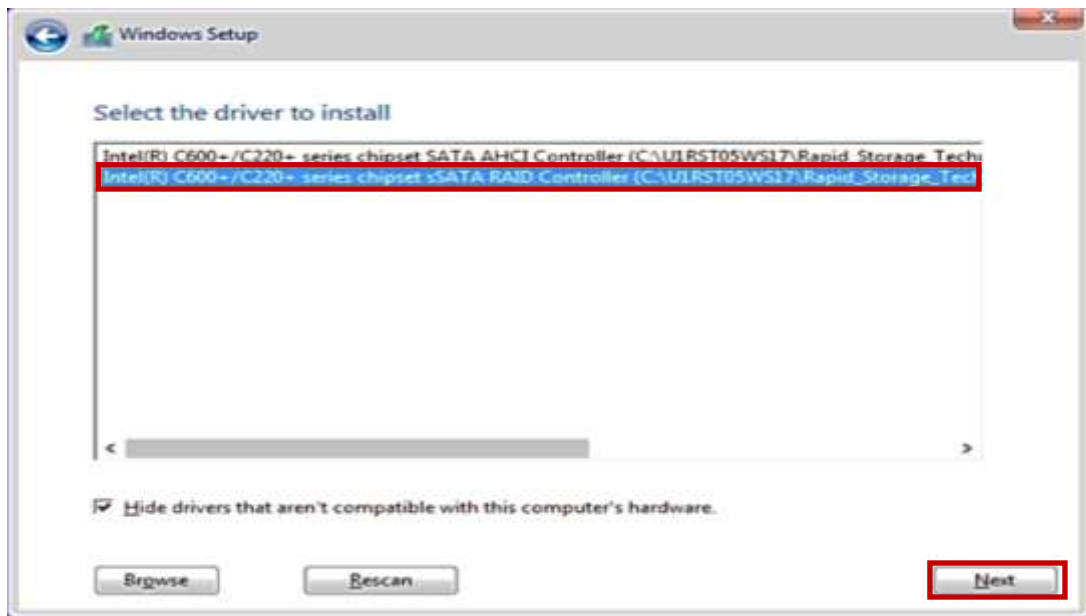 Windows Setup
Select the driver to install
Intel(R) C600+/C220+ series chipset SATA AHCI Controller (C:\U1RST05WS17\Rapid_Storage_Techn
Intel(R) C600+/C220+ series chipset sSATA RAID Controller (C:\U1RST05WS17\Rapid_Storage_Tech
Hide drivers that aren't compatible with this computer's hardware.
Browse
Rescan
Next